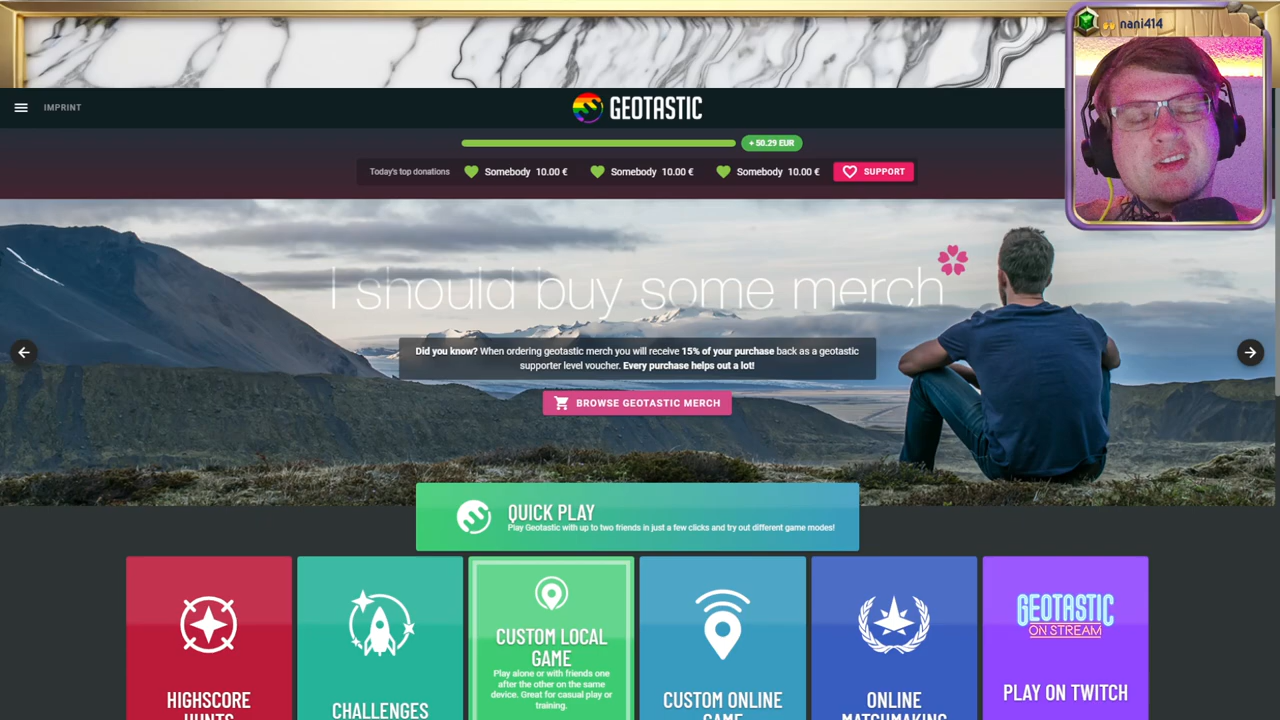 nani414
IMPRINT
GEOTASTIC
+ 50.29 EUR
Today's top donations
Somebody 10.00 €
Somebody 10.00 €
Somebody 10.00 €
SUPPORT
I should buy some merch
Did you know? When ordering geotastic merch you will receive 15% of your purchase back as a geotastic
supporter level voucher. Every purchase helps out a lot!
BROWSE GEOTASTIC MERCH
QUICK PLAY
Play Geotastic with up to two friends in just a few clicks and try out different game modes!
HIGHSCORE
HUNTS
CHALLENGES
CUSTOM LOCAL
GAME
Play alone or with friends one
after the other on the same
device. Great for casual play or
training.
CUSTOM ONLINE
GAME
ONLINE
MATCHMAKING
GEOTASTIC
ON STREAM
PLAY ON TWITCH